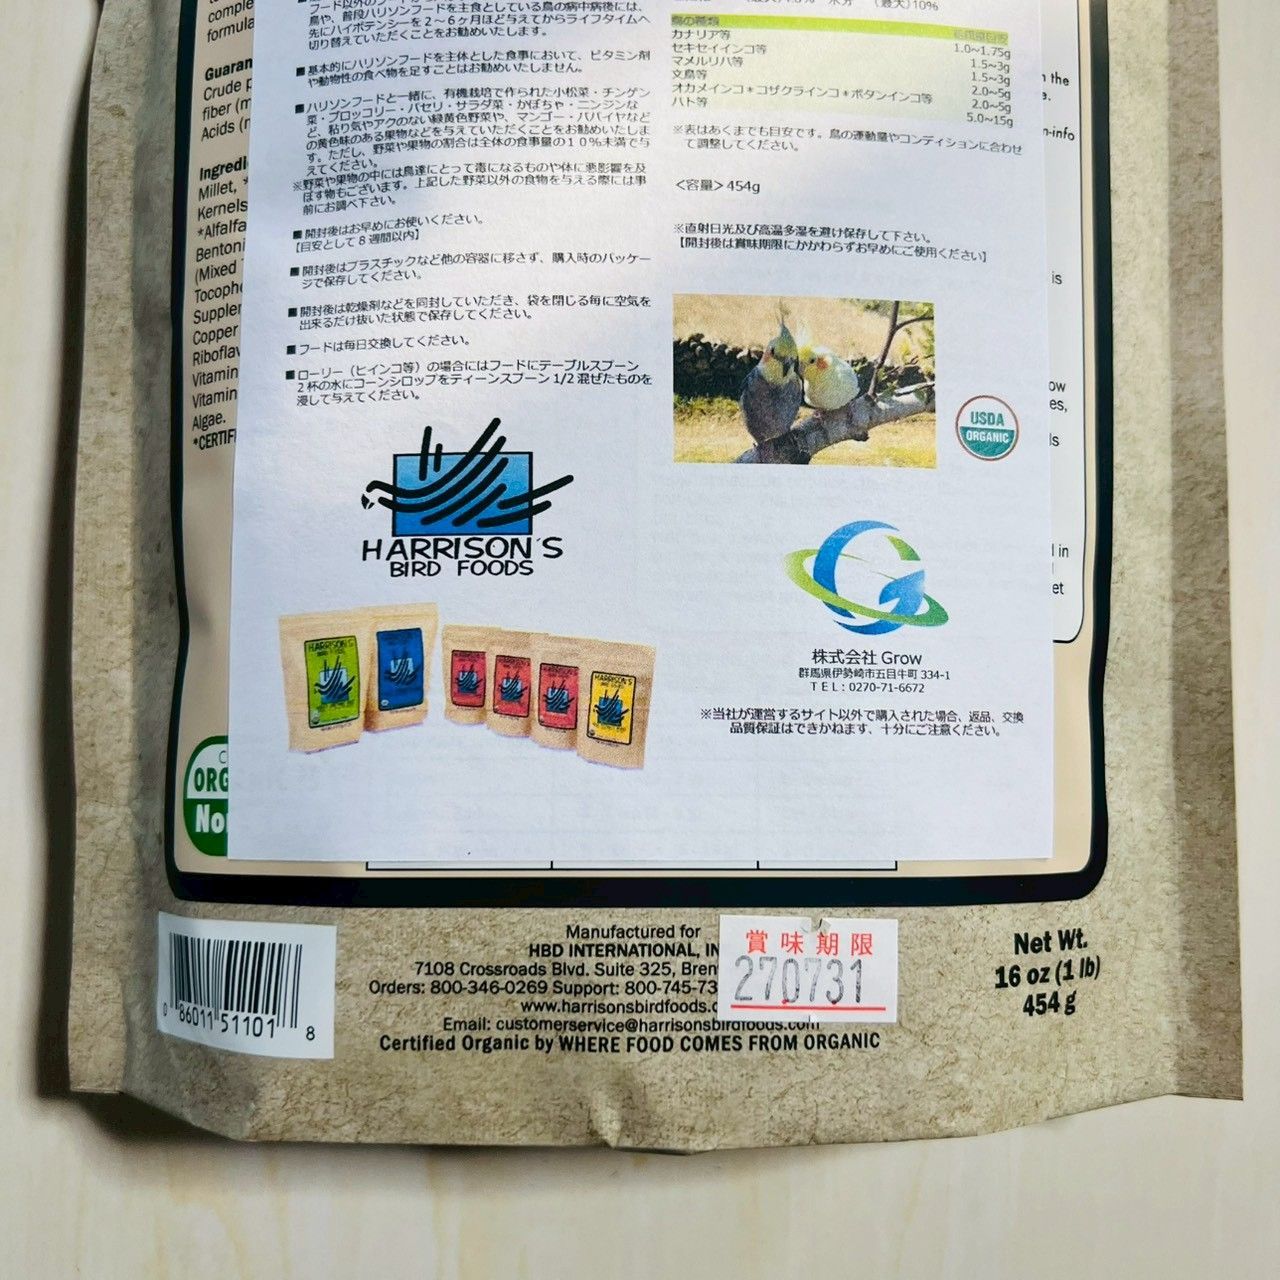 comple
formula
Guaran
Crude p
fiber (m
Acids (n
Ingredi
Millet, *
Kernels
*Alfalfa
Bentoni
(Mixed
Tocoph
Supplem
Copper
Riboflav
Vitamin
Vitamin
Algae.
*CERTIFI
鳥や、普段ハリソンフードを主食としている鳥の病中病後には、
先にハイポテンシーを2~6ヶ月ほど与えてからライフタイムへ
切り替えていただくことをお勧めいたします。
■基本的にハリソンフードを主体とした食事において、ビタミン剤
や動物性の食べ物を足すことはお勧めいたしません。
■ハリソンフードと一緒に、有機栽培で作られた小松菜・チンゲン
菜・ブロッコリー・パセリ・サラダ菜・かぼちゃ・ニンジンな
ど、粘り気やアクのない緑黄色野菜や、マンゴー・パパイヤなど
の黄色味のある果物などを与えていただくことをお勧めいたしま
す。ただし、野菜や果物の割合は全体の食事量の10%未満で与
えてください。
※野菜や果物の中には鳥達にとって毒になるものや体に悪影響を及
ぼす物もございます。上記した野菜以外の食物を与える際には事
前にお調べ下さい。
■開封後はお早めにお使いください。
【目安として8週間以内】
■開封後はプラスチックなど他の容器に移さず、購入時のパッケー
ジで保存してください。
■開封後は乾燥剤などを同封していただき、袋を閉じる毎に空気を
出来るだけ抜いた状態で保存してください。
■フードは毎日交換してください。
■ローリー(ヒインコ等)の場合にはフードにテーブルスプーン
2杯の水にコーンシロップをティーンスプーン1/2混ぜたものを
浸して与えてください。
HARRISON'S
BIRD FOODS
(最大)10%
鳥の種類
カナリア等 1.0~1.75g
セキセイインコ等 1.5~3g
マメルリハ等 1.5~3g
文鳥等 2.0~5g
オカメインコ*コザクラインコ*ボタンインコ等 2.0~5g
ハト等 5.0~15g
※表はあくまでも目安です。鳥の運動量やコンディションに合わせ
て調整してください。
<容量>454g
※直射日光及び高温多湿を避け保存して下さい。
【開封後は賞味期限にかかわらずお早めにご使用ください】
USDA
ORGANIC
株式会社 Grow
群馬県伊勢崎市五目牛町 334-1
TEL:0270-71-6672
※当社が運営するサイト以外で購入された場合、返品、交換
品質保証はできかねます、十分にご注意ください。
n the
e.
n-info
is
ow
es,
ls
l in
et
ORG
Non
Manufactured for
HBD INTERNATIONAL, IN
7108 Crossroads Blvd. Suite 325, Bren
Orders: 800-346-0269 Support: 800-745-73
www.harrisonsbirdfoods.c
Email: customerservice@harrisonsbirdfoods.com
Certified Organic by WHERE FOOD COMES FROM ORGANIC
賞味期限
270731
Net Wt.
16 oz (1 lb)
454 g
0 86011 51101 8